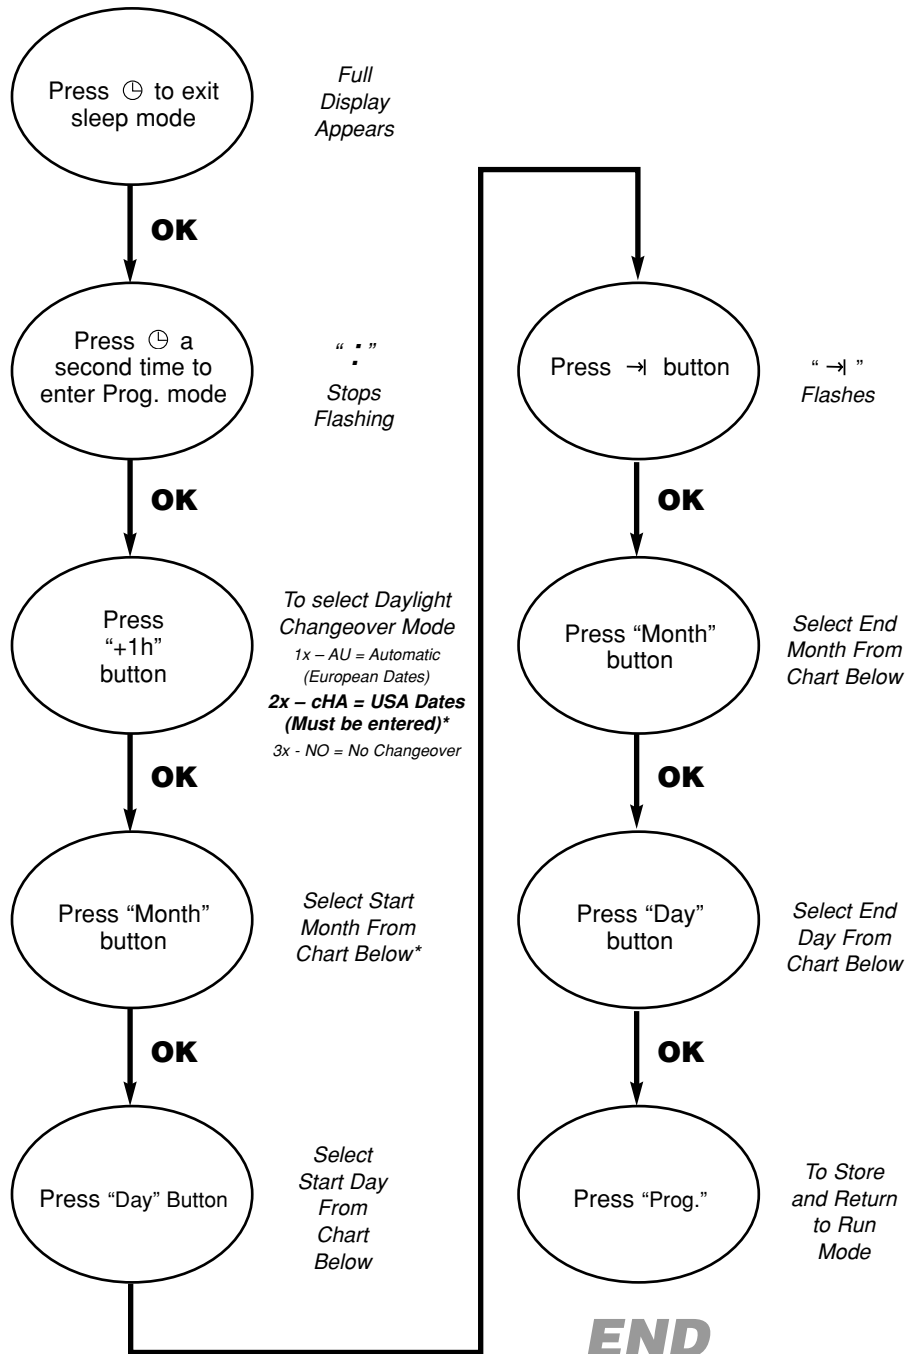 Press 🕒 to exit
sleep mode
Full
Display
Appears
OK
Press 🕒 a
second time to
enter Prog. mode
“ : ”
Stops
Flashing
OK
Press
“+1h”
button
To select Daylight
Changeover Mode
1x – AU = Automatic
(European Dates)
2x – cHA = USA Dates
(Must be entered)*
3x - NO = No Changeover
OK
Press “Month”
button
Select Start
Month From
Chart Below*
OK
Press “Day” Button
Select
Start Day
From
Chart
Below
Press →| button
“ →| ”
Flashes
OK
Press “Month”
button
Select End
Month From
Chart Below
OK
Press “Day”
button
Select End
Day From
Chart Below
OK
Press “Prog.”
To Store
and Return
to Run
Mode
END